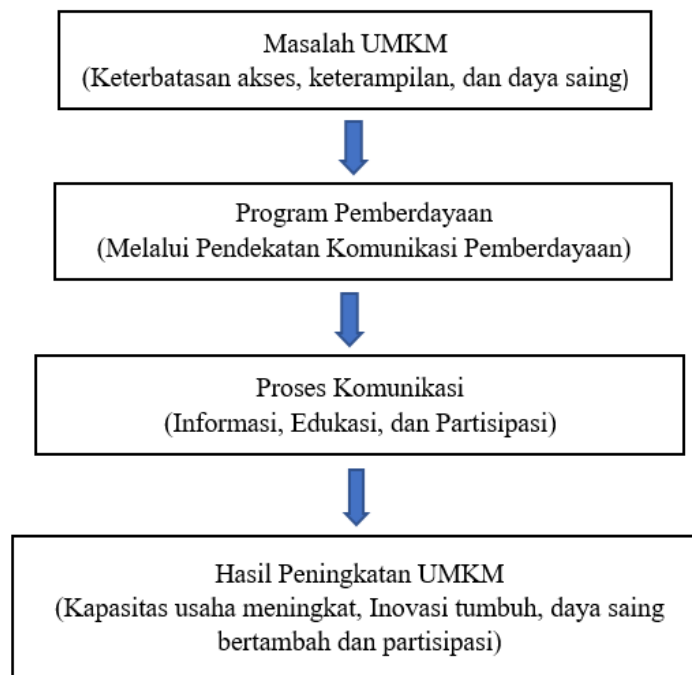 Masalah UMKM
(Keterbatasan akses, keterampilan, dan daya saing)
Program Pemberdayaan
(Melalui Pendekatan Komunikasi Pemberdayaan)
Proses Komunikasi
(Informasi, Edukasi, dan Partisipasi)
Hasil Peningkatan UMKM
(Kapasitas usaha meningkat, Inovasi tumbuh, daya saing
bertambah dan partisipasi)